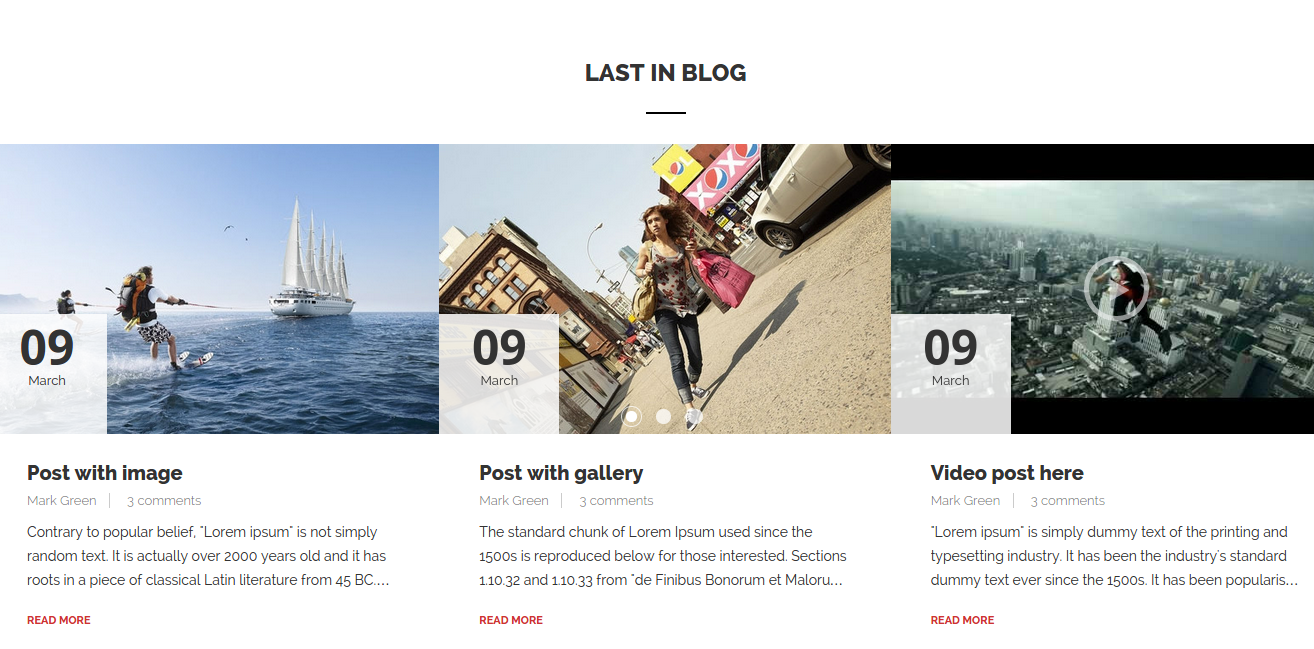 LAST IN BLOG
XOXO
OL
09
March
09
March
09
March
Post with image
Mark Green
3 comments
Contrary to popular belief, "Lorem ipsum" is not simply
random text. It is actually over 2000 years old and it has
roots in a piece of classical Latin literature from 45 BC.…
READ MORE
Post with gallery
Mark Green
3 comments
The standard chunk of Lorem Ipsum used since the
1500s is reproduced below for those interested. Sections
1.10.32 and 1.10.33 from "de Finibus Bonorum et Maloru…
READ MORE
Video post here
Mark Green
3 comments
"Lorem ipsum" is simply dummy text of the printing and
typesetting industry. It has been the industry's standard
dummy text ever since the 1500s. It has been popularis…
READ MORE